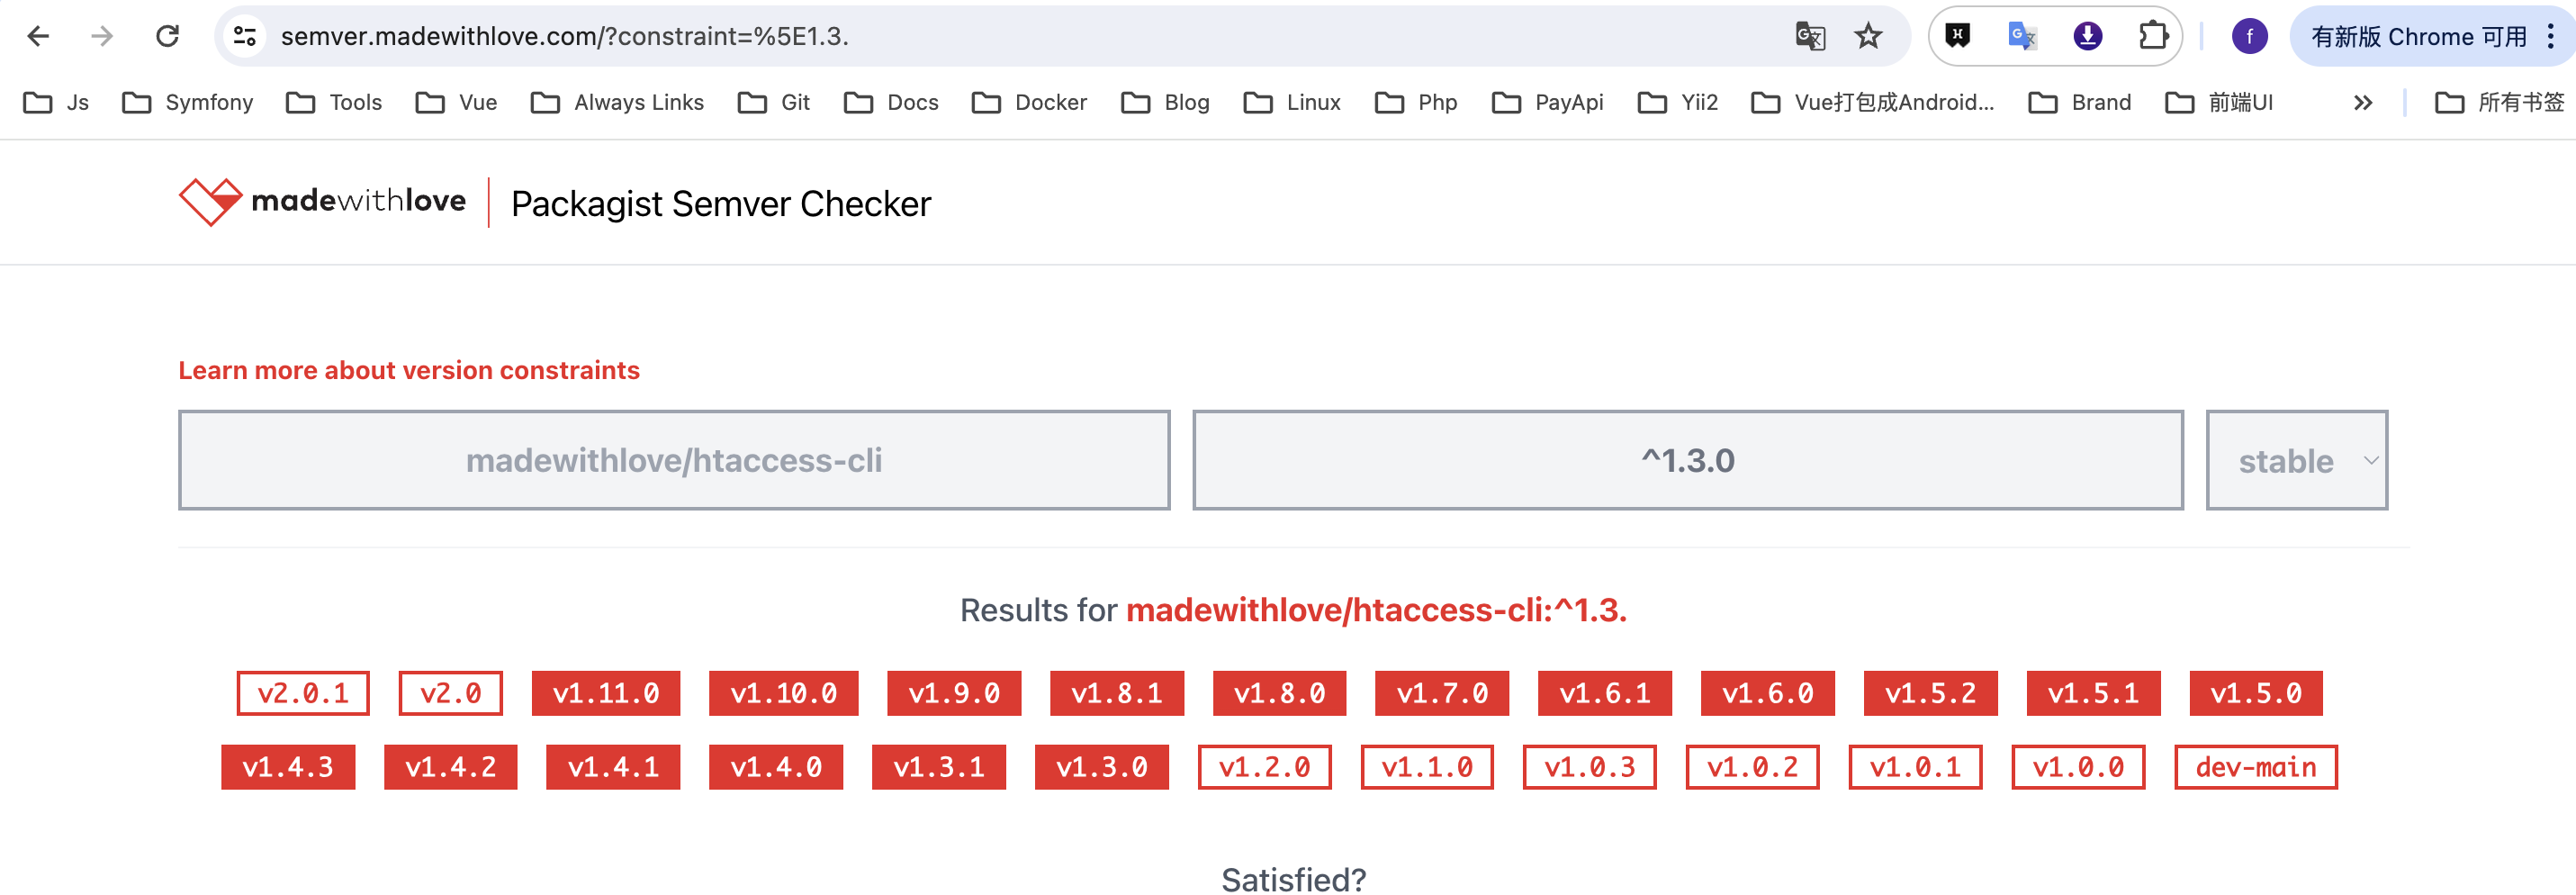 semver.madewithlove.com/?constraint=%5E1.3.
f
有新版 Chrome 可用
Js Symfony Tools Vue Always Links Git Docs Docker Blog Linux Php PayApi Yii2 Vue打包成Android... Brand 前端UI » 所有书签
madewithlove Packagist Semver Checker
Learn more about version constraints
madewithlove/htaccess-cli ^1.3.0 stable
Results for madewithlove/htaccess-cli:^1.3.
v2.0.1 v2.0 v1.11.0 v1.10.0 v1.9.0 v1.8.1 v1.8.0 v1.7.0 v1.6.1 v1.6.0 v1.5.2 v1.5.1 v1.5.0
v1.4.3 v1.4.2 v1.4.1 v1.4.0 v1.3.1 v1.3.0 v1.2.0 v1.1.0 v1.0.3 v1.0.2 v1.0.1 v1.0.0 dev-main
Satisfied?